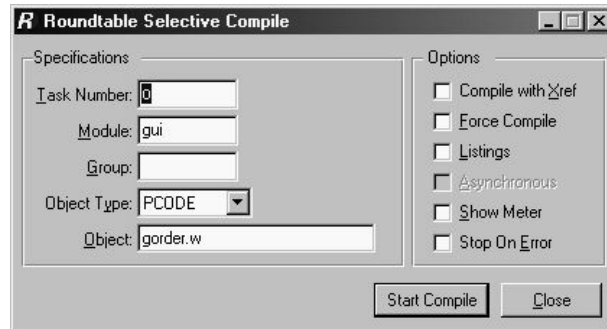 R Roundtable Selective Compile
Specifications
Task Number: 0
Module: gui
Group:
Object Type: PCODE
Object: gorder.w
Options
Compile with Xref
Force Compile
Listings
Asynchronous
Show Meter
Stop On Error
Start Compile
Close